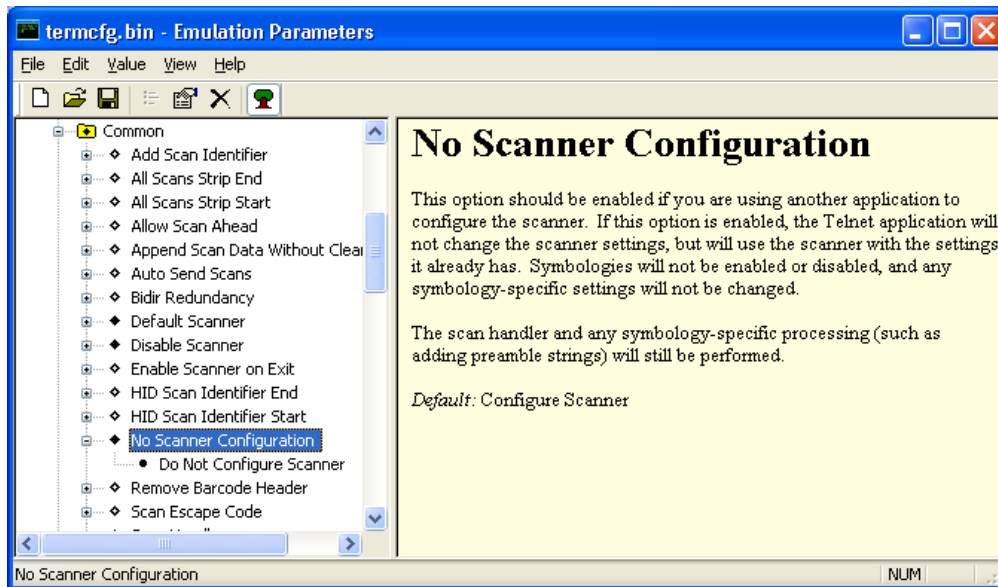 termcfg.bin - Emulation Parameters
File Edit Value View Help
Common
Add Scan Identifier
All Scans Strip End
All Scans Strip Start
Allow Scan Ahead
Append Scan Data Without Clear
Auto Send Scans
Bidir Redundancy
Default Scanner
Disable Scanner
Enable Scanner on Exit
HID Scan Identifier End
HID Scan Identifier Start
No Scanner Configuration
Do Not Configure Scanner
Remove Barcode Header
Scan Escape Code
No Scanner Configuration
This option should be enabled if you are using another application to
configure the scanner. If this option is enabled, the Telnet application will
not change the scanner settings, but will use the scanner with the settings
it already has. Symbologies will not be enabled or disabled, and any
symbology-specific settings will not be changed.
The scan handler and any symbology-specific processing (such as
adding preamble strings) will still be performed.
Default: Configure Scanner
No Scanner Configuration
NUM